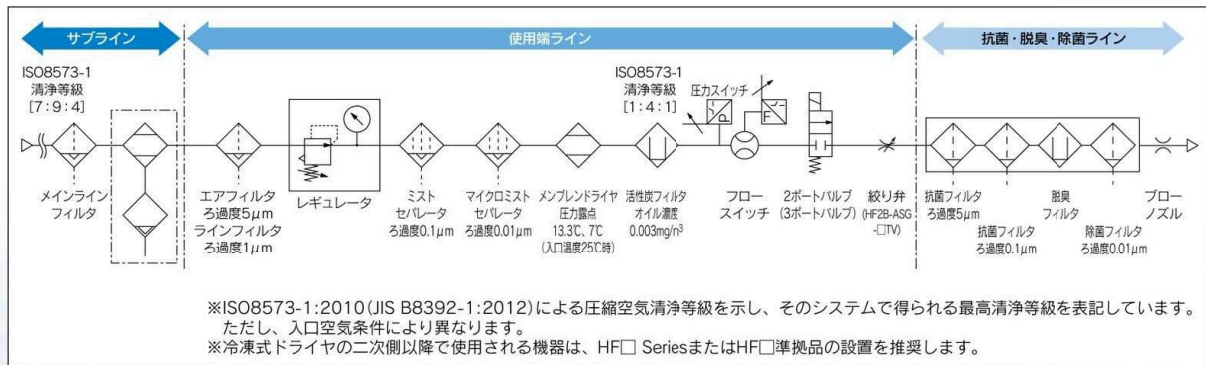 サブライン
使用端ライン
抗菌・脱臭・除菌ライン
ISO8573-1
清浄等級
[7:9:4]
ISO8573-1
清浄等級
[1:4:1]
圧力スイッチ
P
F
メインライン
フィルタ
エアフィルタ
ろ過度5μm
ラインフィルタ
ろ過度1μm
レギュレータ
ミスト
セパレータ
ろ過度0.1μm
マイクロミスト
セパレータ
ろ過度0.01μm
メンブレンドライヤ
圧力露点
13.3℃、7℃
(入口温度25℃時)
活性炭フィルタ
オイル濃度
0.003mg/n³
フロー
スイッチ
2ポートバルブ
(3ポートバルブ)
絞り弁
(HF2B-ASG
-□TV)
抗菌フィルタ
ろ過度5μm
抗菌フィルタ
ろ過度0.1μm
脱臭
フィルタ
除菌フィルタ
ろ過度0.01μm
ブロー
ノズル
※ISO8573-1:2010(JIS B8392-1:2012)による圧縮空気清浄等級を示し、そのシステムで得られる最高清浄等級を表記しています。
ただし、入口空気条件により異なります。
※冷凍式ドライヤの二次側以降で使用される機器は、HF□ SeriesまたはHF□準拠品の設置を推奨します。